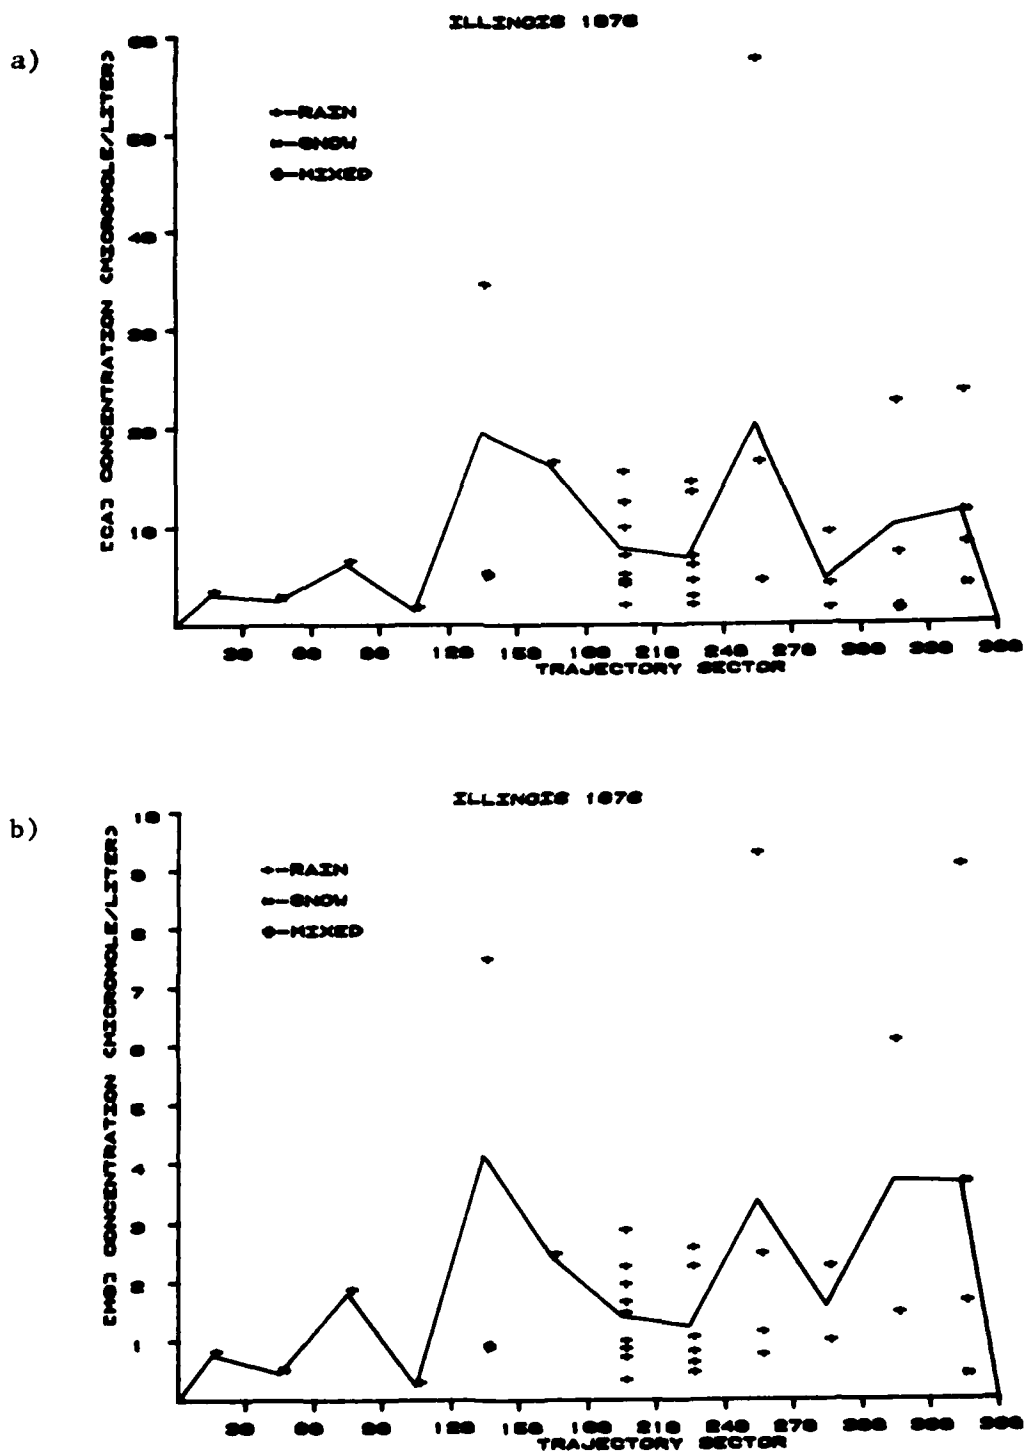 a)
ILLINOIS
60
50
40
30
20
10
[CA] CONCENTRATION (MICROMOLE/LITER)
+-RAIN
×-SNOW
⊕-MIXED
30 60 90 120 150 180 210 240 270 300 330 360
TRAJECTORY SECTOR
b)
ILLINOIS
10
9
8
7
6
5
4
3
2
1
[MG] CONCENTRATION (MICROMOLE/LITER)
+-RAIN
×-SNOW
⊕-MIXED
30 60 90 120 150 180 210 240 270 300 330 360
TRAJECTORY SECTOR